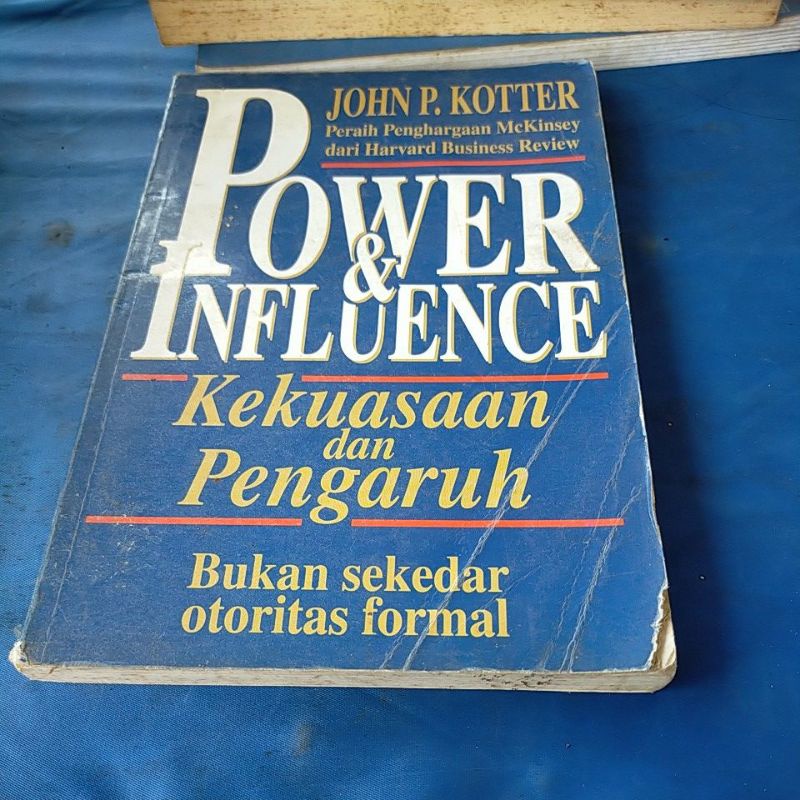 JOHN P. KOTTER
Peraih Penghargaan McKinsey
dari Harvard Business Review
POWER
&
INFLUENCE
Kekuasaan
dan
Pengaruh
Bukan sekedar
otoritas formal